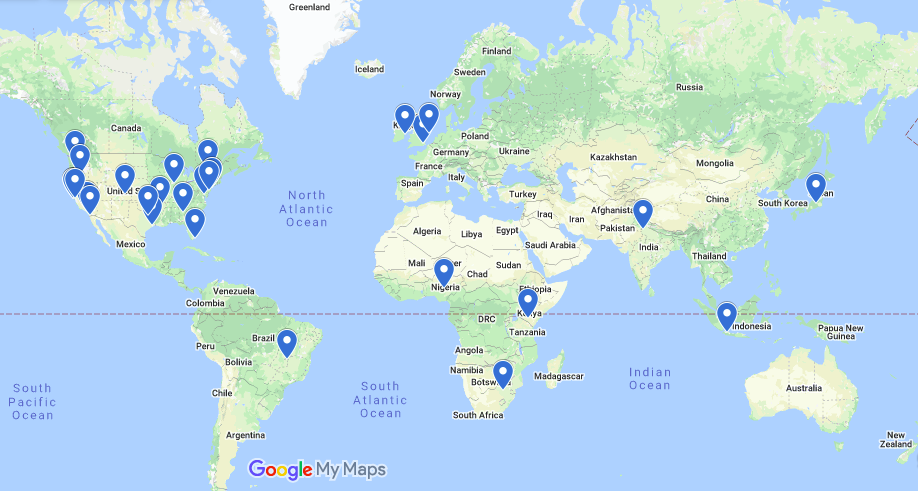 Greenland
Iceland
Finland
Sweden
Norway
Russia
Canada
Poland
Germany
Ukraine
Kazakhstan
France
Mongolia
Italy
Spain
Turkey
South Korea
China
North
Atlantic
Ocean
Iraq
Iran
Afghanistan
Pakistan
Algeria
Libya
Egypt
Saudi Arabia
India
Mexico
Mali
Chad
Sudan
Thailand
Nigeria
Ethiopia
Venezuela
Colombia
Kenya
DRC
Tanzania
Indonesia
Papua New
Guinea
Brazil
Peru
Angola
Bolivia
Namibia
Madagascar
Indian
Ocean
South
Pacific
Ocean
South
Atlantic
Ocean
Chile
Australia
South Africa
Argentina
New
Zealand
Google My Maps